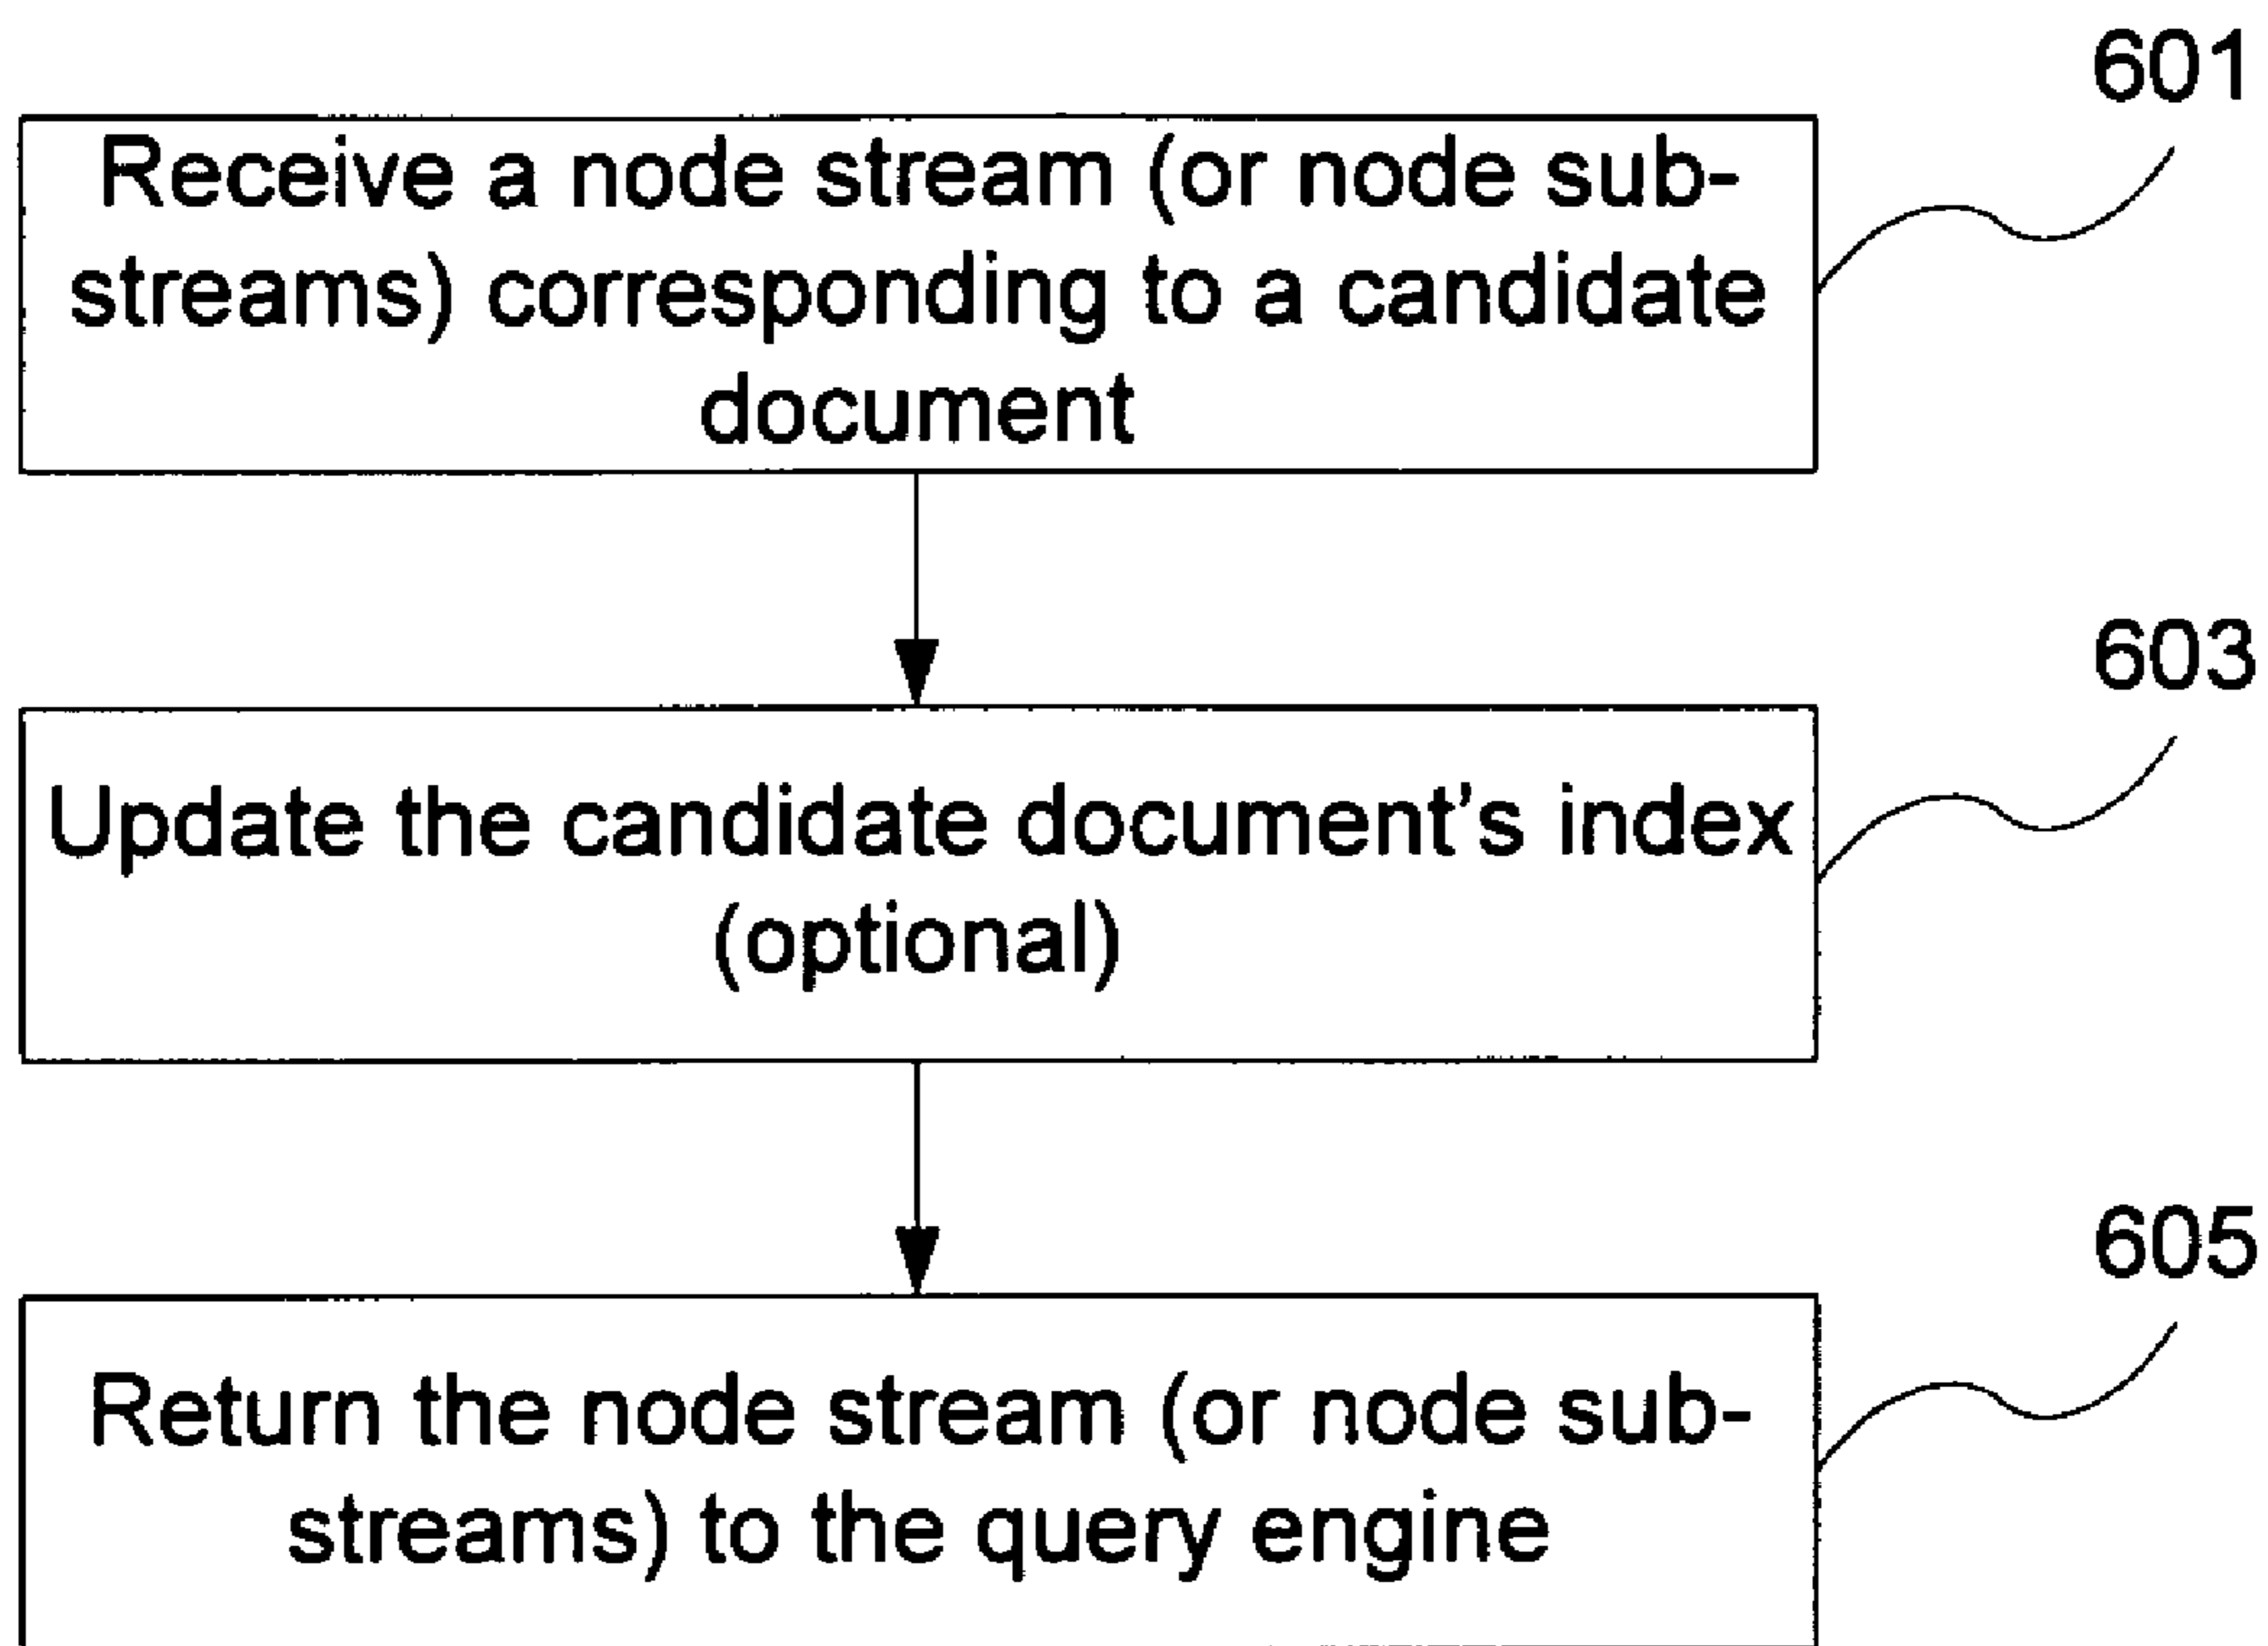 601
Receive a node stream (or node sub-
streams) corresponding to a candidate
document
603
Update the candidate document's index
(optional)
605
Return the node stream (or node sub-
streams) to the query engine